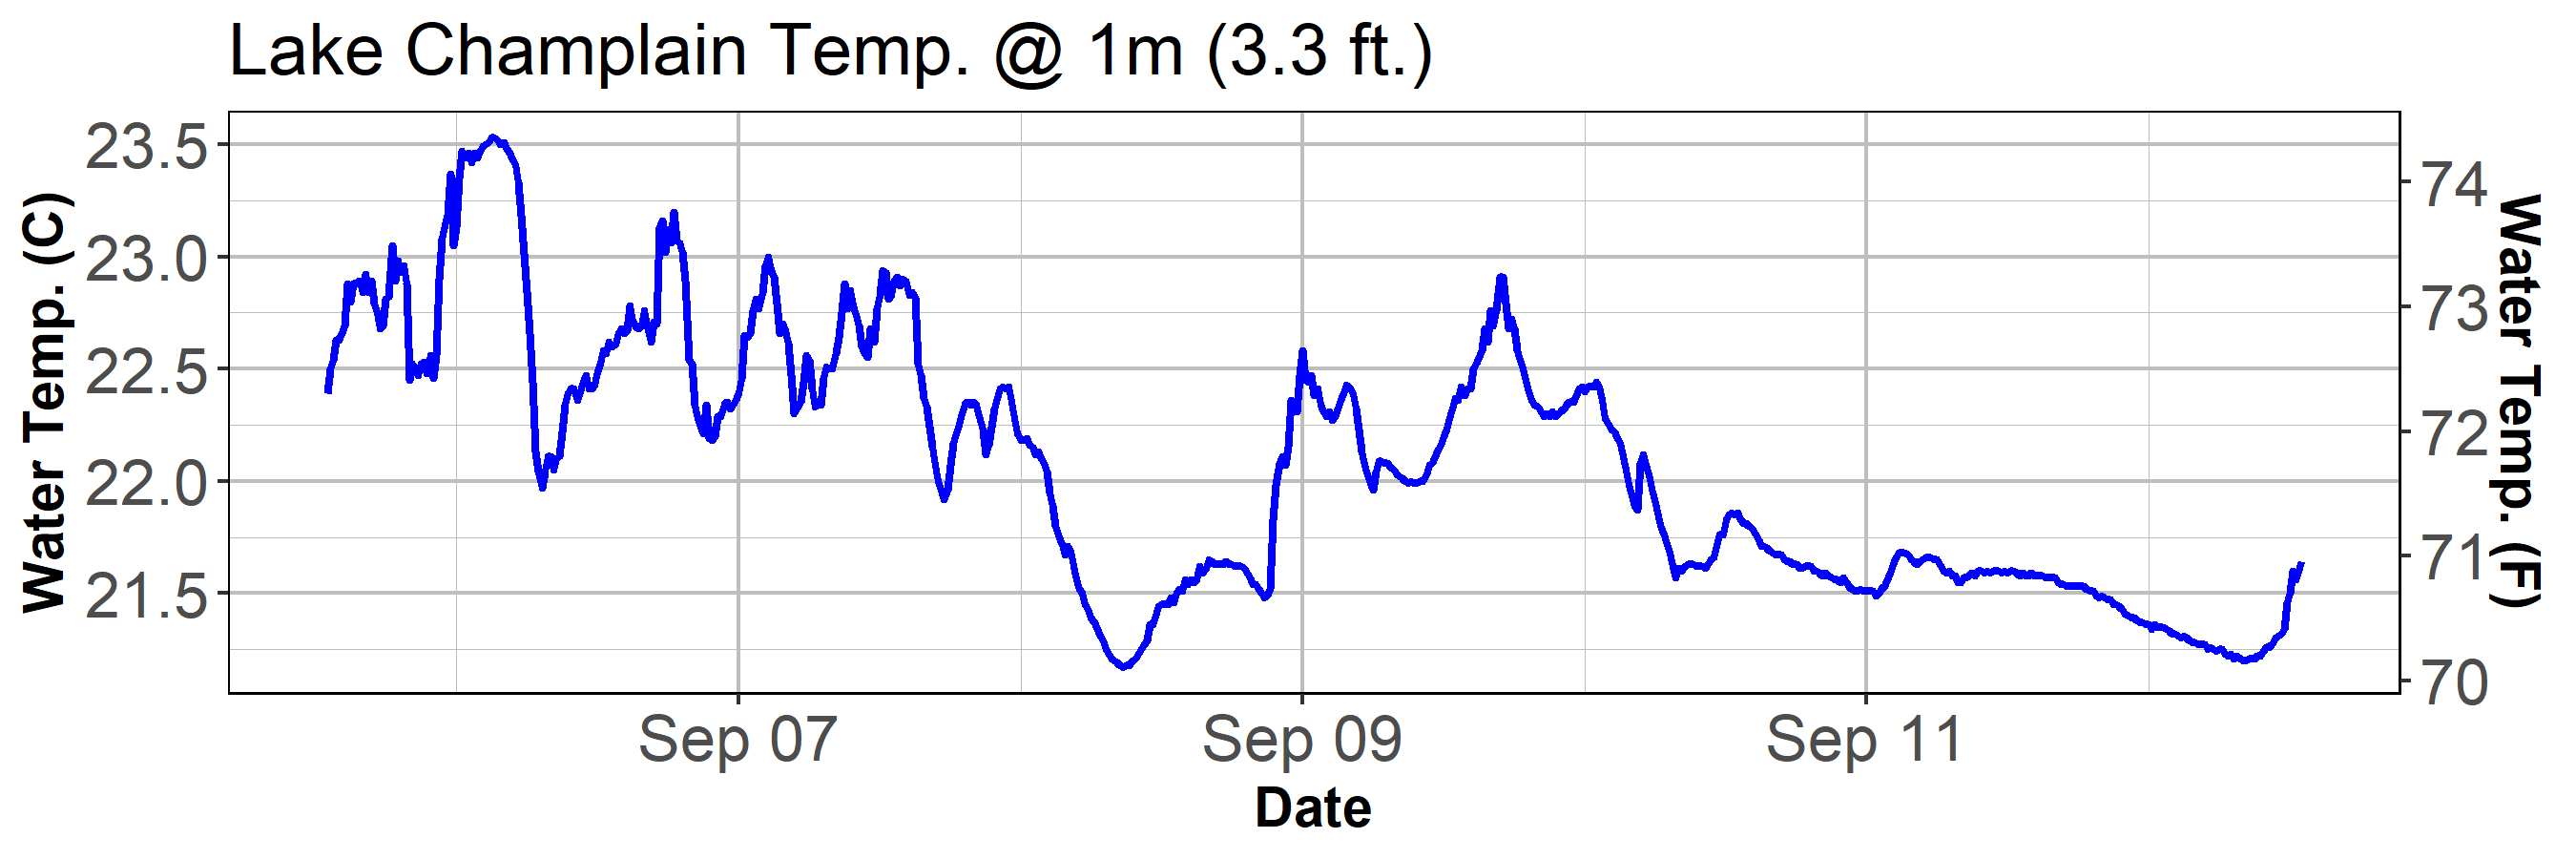 Lake Champlain Temp. @ 1m (3.3 ft.)
Water Temp. (C)
23.5
23.0
22.5
22.0
21.5
74
73
72
71
70
Water Temp. (F)
Sep 07
Sep 09
Sep 11
Date